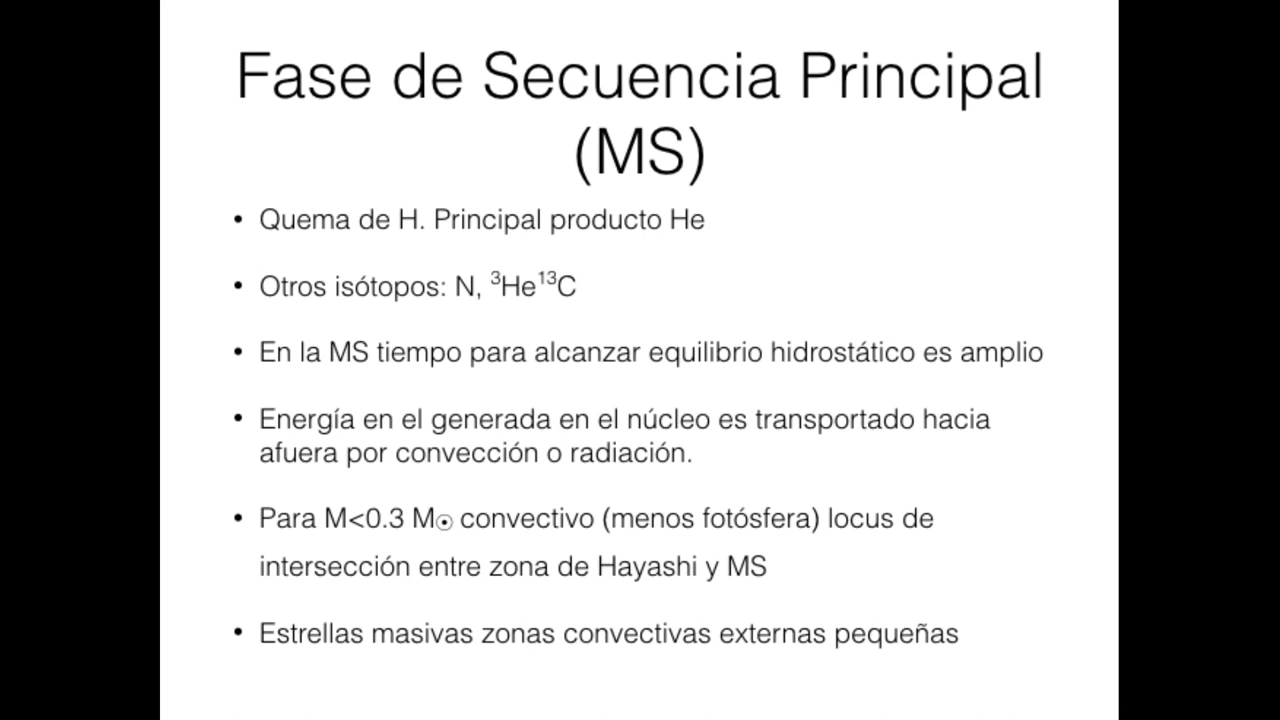 Fase de Secuencia Principal
(MS)
• Quema de H. Principal producto He
• Otros isótopos: N, ³He¹³C
• En la MS tiempo para alcanzar equilibrio hidrostático es amplio
• Energía en el generada en el núcleo es transportado hacia
afuera por convección o radiación.
• Para M<0.3 M☉ convectivo (menos fotósfera) locus de
intersección entre zona de Hayashi y MS
• Estrellas masivas zonas convectivas externas pequeñas